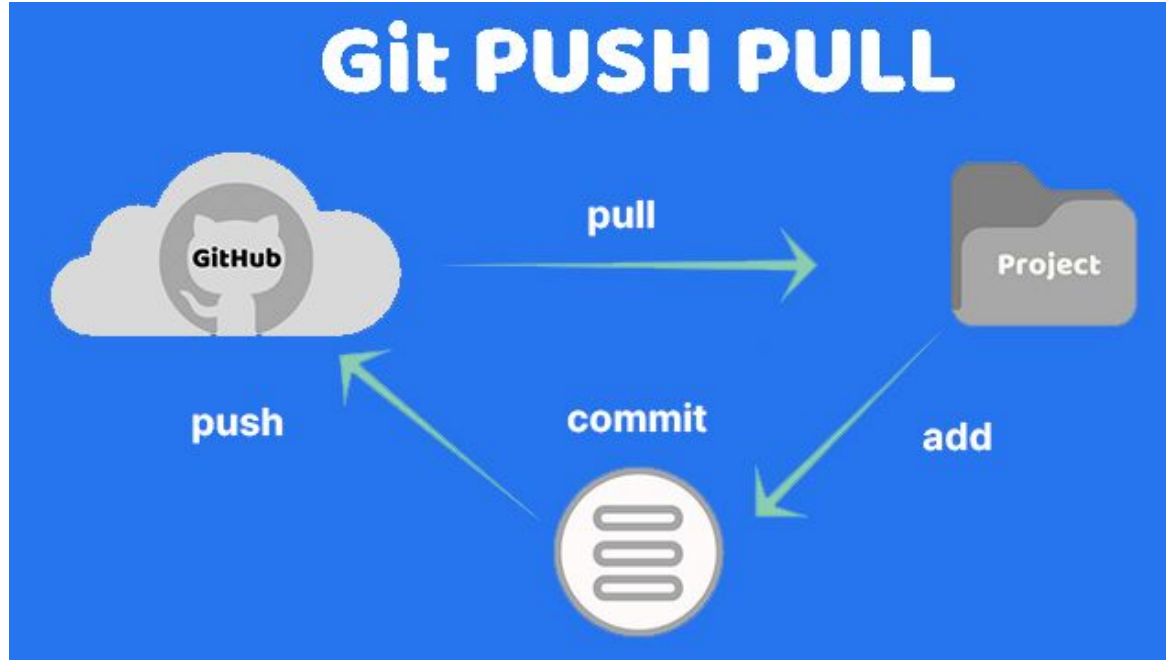 Git PUSH PULL
pull
GitHub
Project
push
commit
add